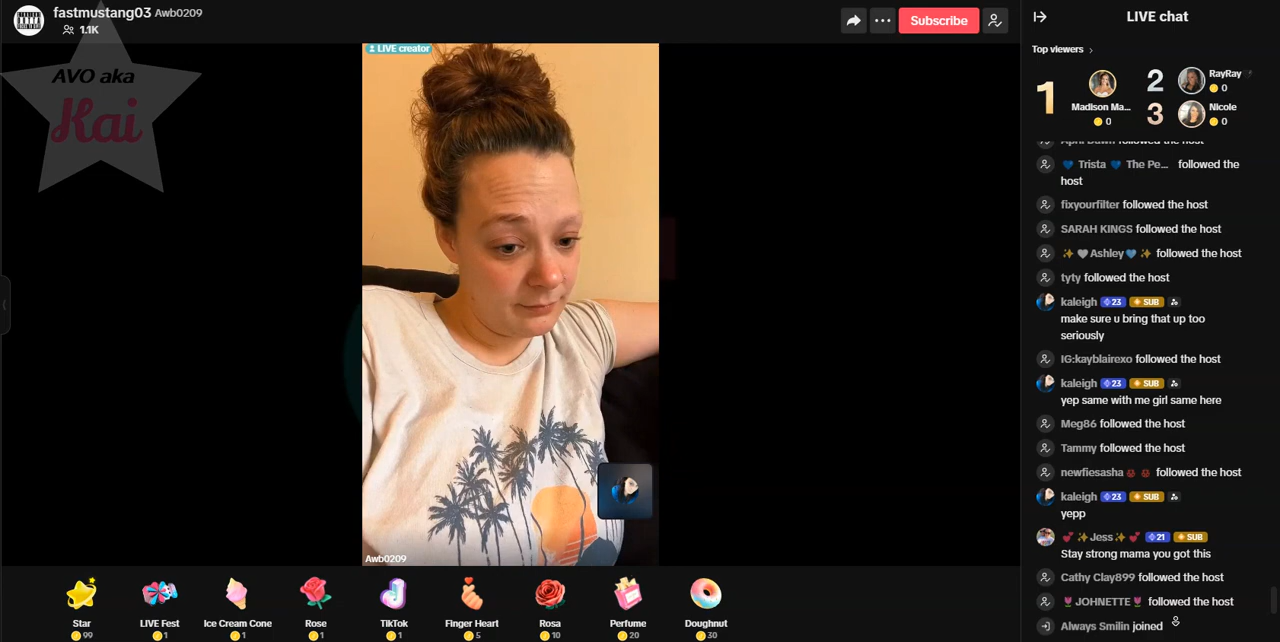 fastmustang03 Awb0209
1.1K
Subscribe
AVO aka
Kai
LIVE creator
Awb0209
Star
99
LIVE Fest
1
Ice Cream Cone
1
Rose
1
TikTok
1
Finger Heart
5
Rosa
10
Perfume
20
Doughnut
30
LIVE chat
Top viewers
1
Madison Ma...
0
2
RayRay
0
3
Nicole
0
April Dawn followed the host
💙 Trista 💙 The Pe... followed the
host
fixyourfilter followed the host
SARAH KINGS followed the host
✨🤍Ashley💙✨ followed the host
tyty followed the host
kaleigh 23 SUB
make sure u bring that up too
seriously
IG:kayblairexo followed the host
kaleigh 23 SUB
yep same with me girl same here
Meg86 followed the host
Tammy followed the host
newfiesasha followed the host
kaleigh 23 SUB
yepp
💕✨Jess✨💕 21 SUB
Stay strong mama you got this
Cathy Clay899 followed the host
🌷JOHNETTE🌷 followed the host
Always Smilin joined